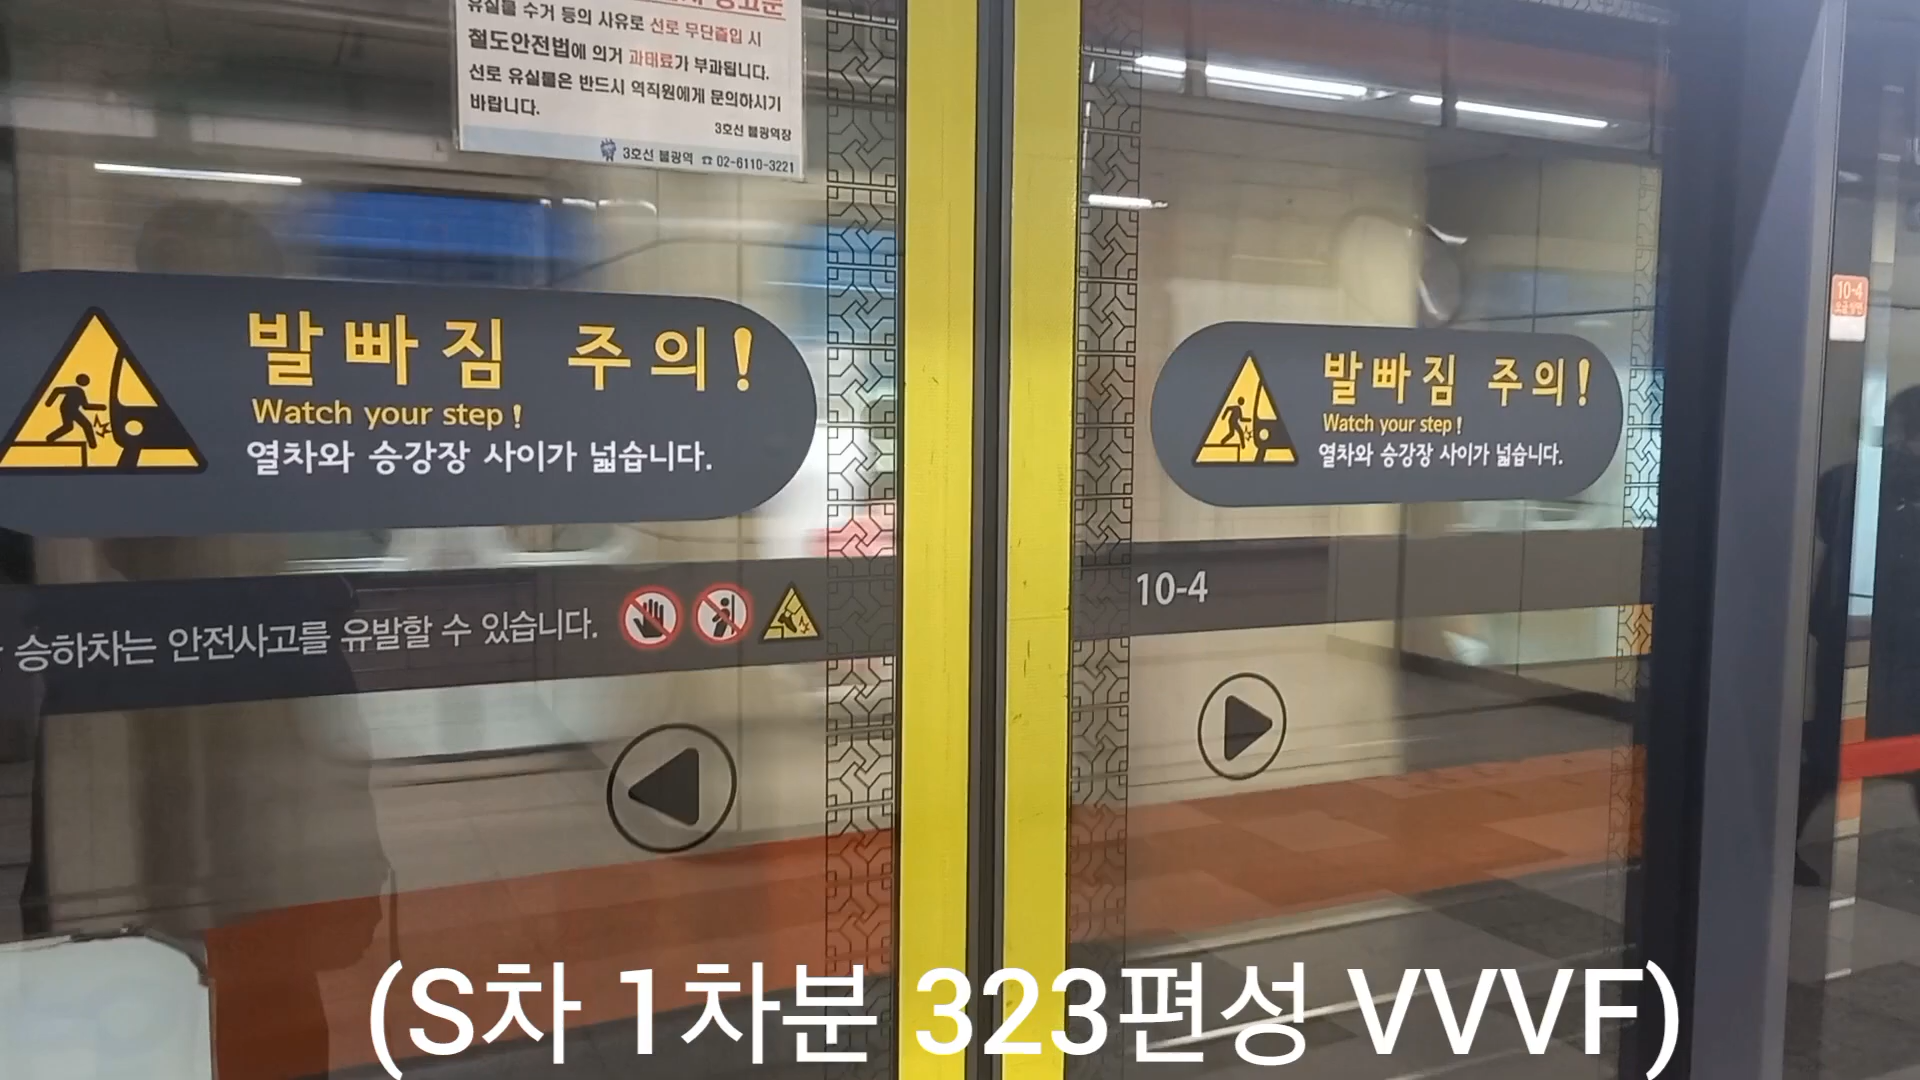 유실물 수거 등의 사유로 선로 무단출입 시
철도안전법에 의거 과태료가 부과됩니다.
선로 유실물은 반드시 역직원에게 문의하시기
바랍니다.
3호선 불광역장
3호선 불광역 ☎ 02-6110-3221
발빠짐 주의!
Watch your step!
열차와 승강장 사이가 넓습니다.
발빠짐 주의!
Watch your step!
열차와 승강장 사이가 넓습니다.
10-4
승하차는 안전사고를 유발할 수 있습니다.
10-4
(S차 1차분 323편성 VVVF)